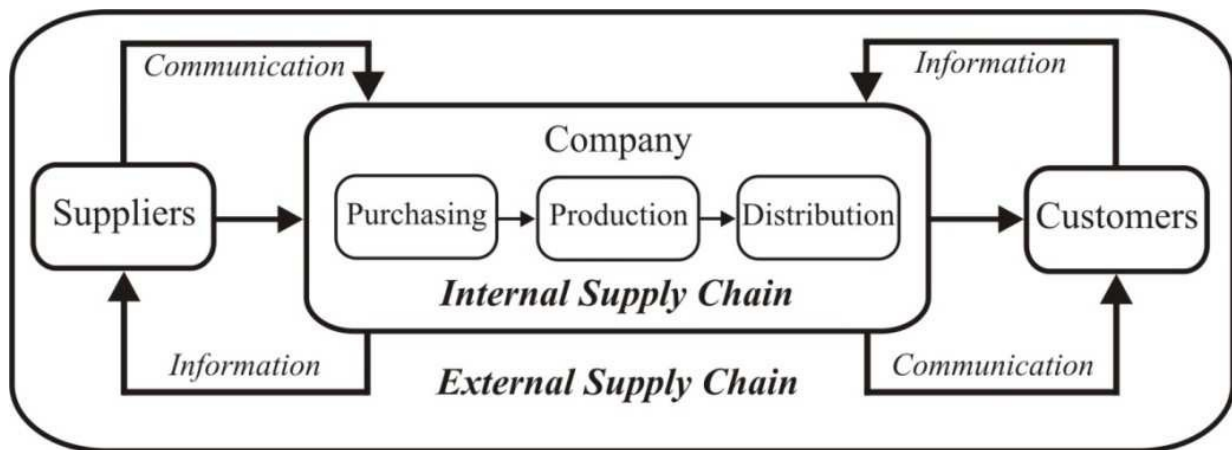 Communication
Information
Company
Suppliers
Purchasing
Production
Distribution
Customers
Internal Supply Chain
Information
External Supply Chain
Communication